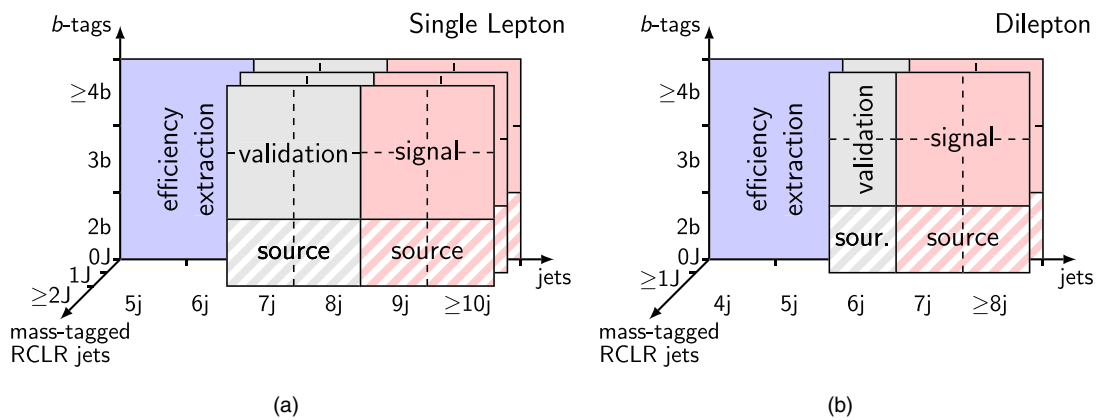 b-tags
Single Lepton
≥4b
3b
2b
0J
1J
≥2J
efficiency
extraction
validation
signal
source
source
jets
5j 6j 7j 8j 9j ≥10j
mass-tagged
RCLR jets
(a)
b-tags
Dilepton
≥4b
3b
2b
0J
≥1J
efficiency
extraction
validation
signal
sour.
source
jets
4j 5j 6j 7j ≥8j
mass-tagged
RCLR jets
(b)